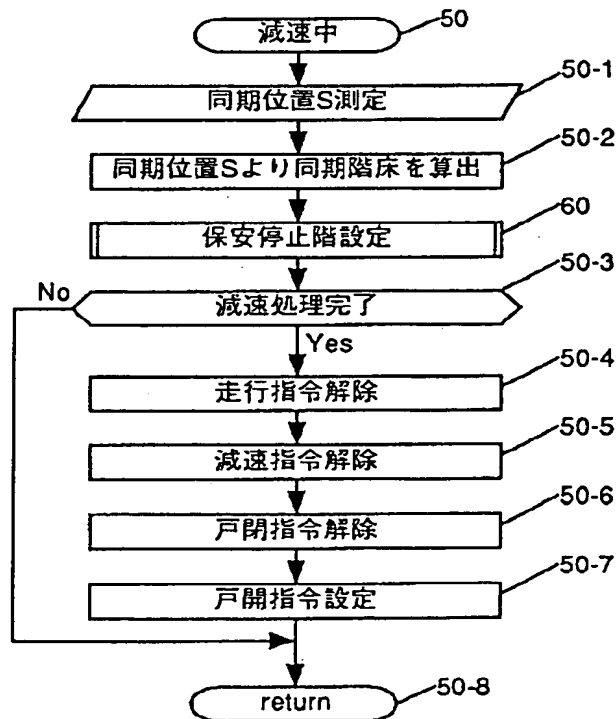 減速中
50
同期位置S測定
50-1
同期位置Sより同期階床を算出
50-2
保安停止階設定
60
減速処理完了
50-3
No
Yes
走行指令解除
50-4
減速指令解除
50-5
戸閉指令解除
50-6
戸開指令設定
50-7
return
50-8